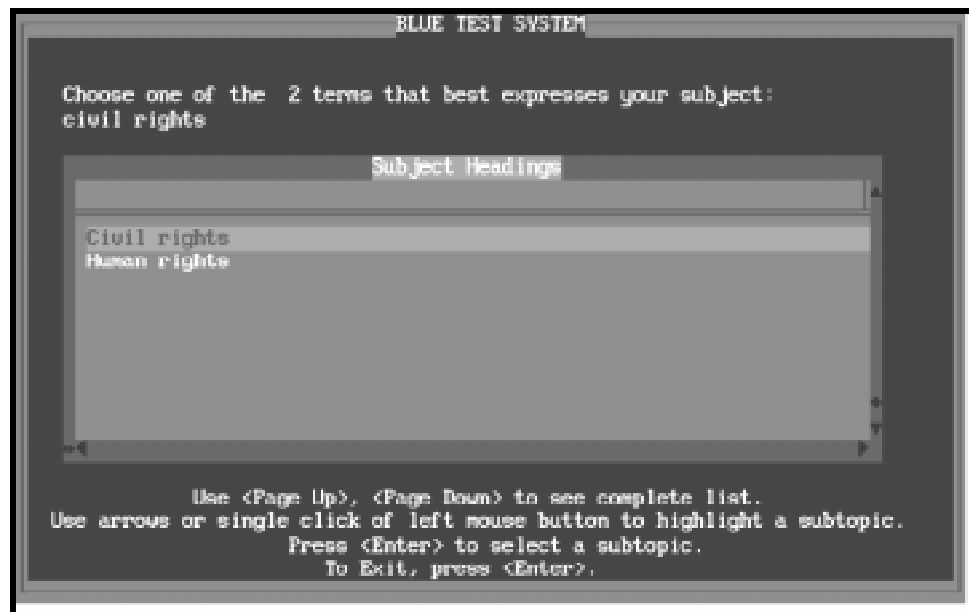 BLUE TEST SYSTEM
Choose one of the 2 terms that best expresses your subject:
civil rights
Subject Headings
Civil rights
Human rights
Use <Page Up>, <Page Down> to see complete list.
Use arrows or single click of left mouse button to highlight a subtopic.
Press <Enter> to select a subtopic.
To Exit, press <Enter>.